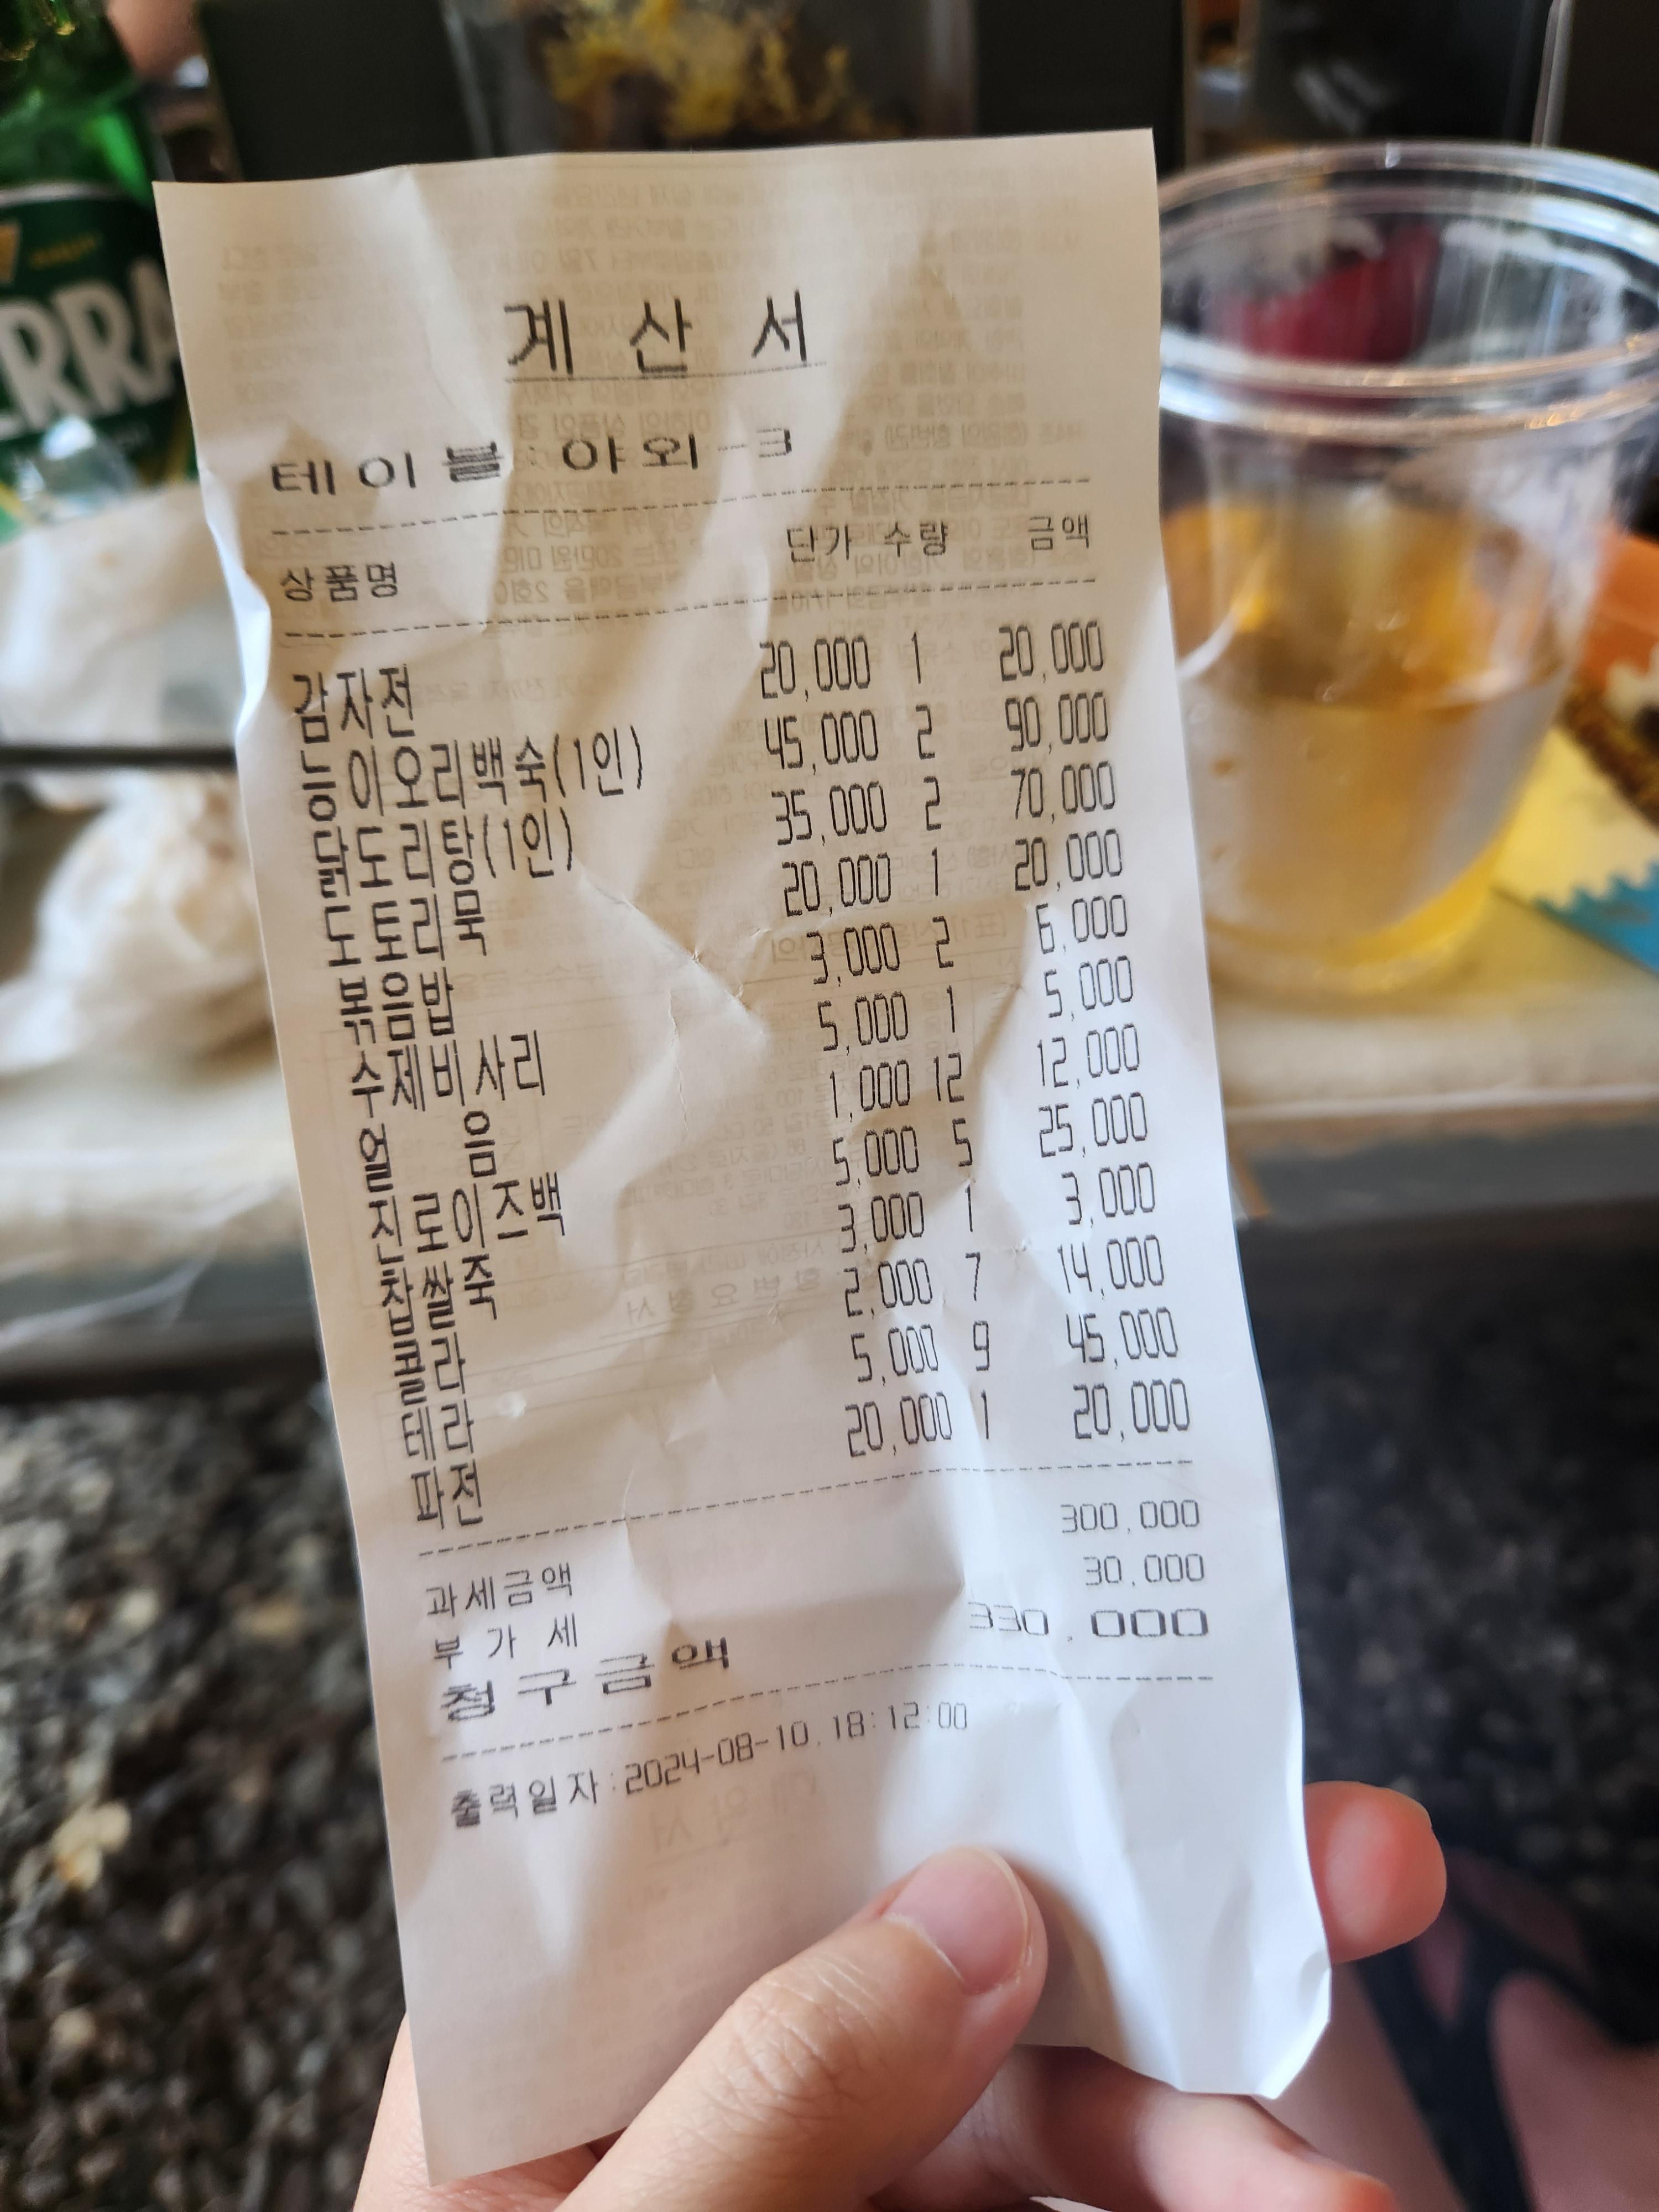 계 산 서
테이블 : 야외-3
상품명 단가 수량 금액
감자전 20,000 1 20,000
능이오리백숙(1인) 45,000 2 90,000
닭도리탕(1인) 35,000 2 70,000
도토리묵 20,000 1 20,000
볶음밥 3,000 2 6,000
수제비사리 5,000 1 5,000
얼 음 1,000 12 12,000
진로이즈백 5,000 5 25,000
찹쌀죽 3,000 1 3,000
콜라 2,000 7 14,000
테라 5,000 9 45,000
파전 20,000 1 20,000
과세금액 300,000
부 가 세 30,000
청구금액 330,000
출력일자:2024-08-10. 18:12:00